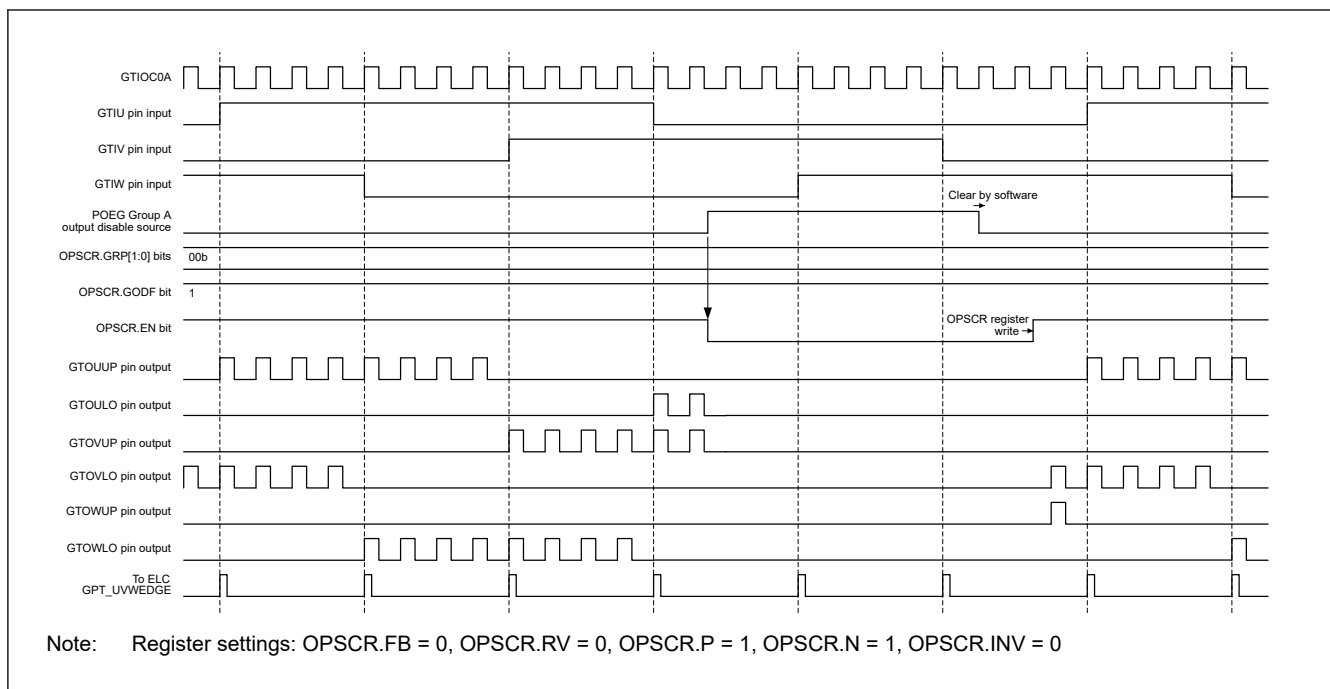 GTIOC0A
GTIU pin input
GTIV pin input
GTIW pin input
Clear by software
POEG Group A
output disable source
OPSCR.GRP[1:0] bits 00b
OPSCR.GODF bit 1
OPSCR.EN bit
OPSCR register
write
GTOUUP pin output
GTOULO pin output
GTOVUP pin output
GTOVLO pin output
GTOWUP pin output
GTOWLO pin output
To ELC
GPT_UVWEDGE
Note: Register settings: OPSCR.FB = 0, OPSCR.RV = 0, OPSCR.P = 1, OPSCR.N = 1, OPSCR.INV = 0